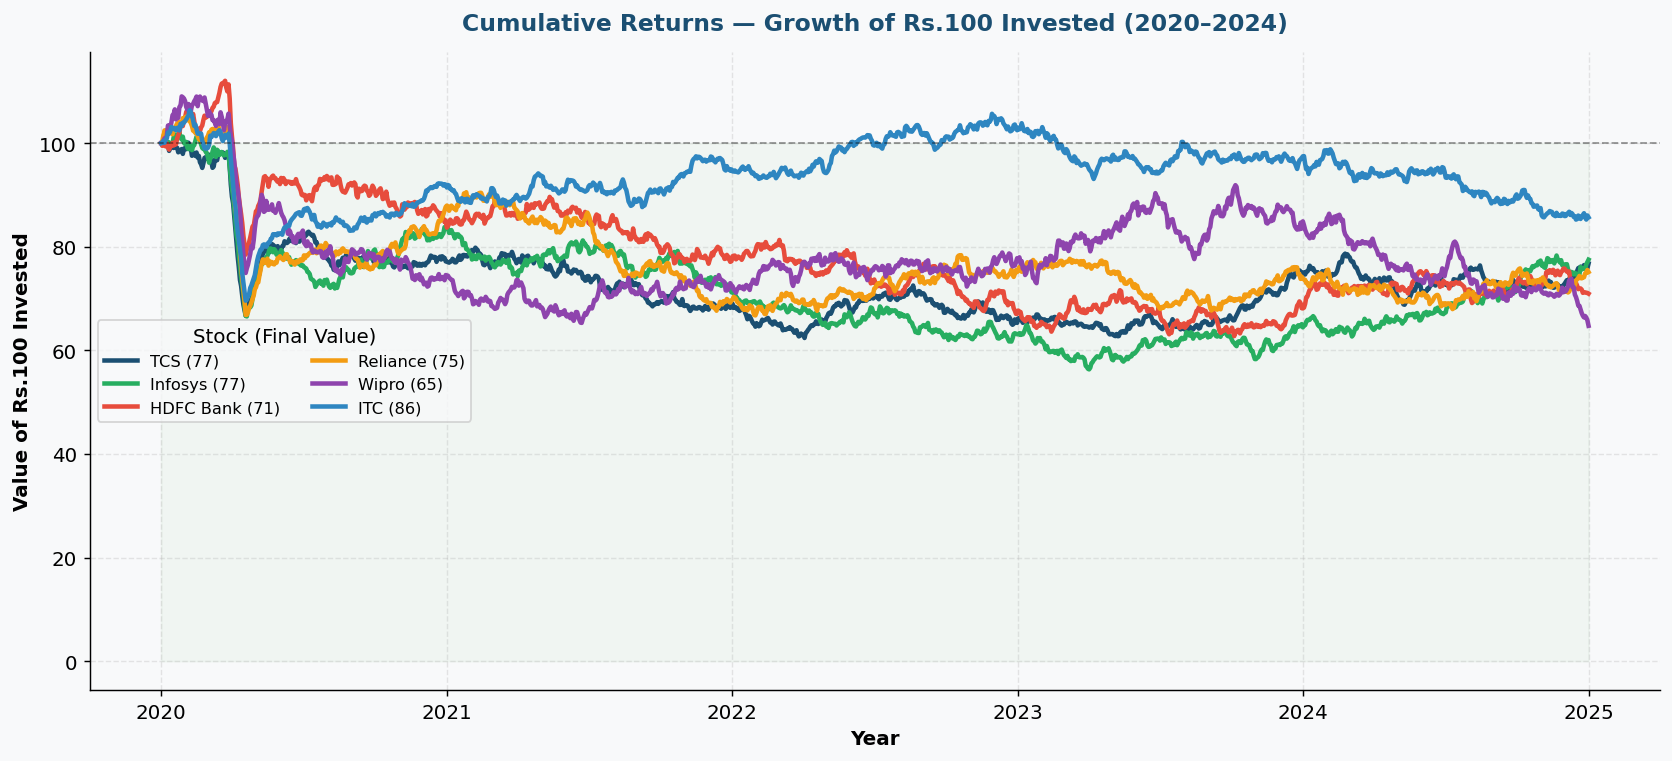 Cumulative Returns — Growth of Rs.100 Invested (2020–2024)
Value of Rs.100 Invested
100
80
60
40
20
0
Stock (Final Value)
TCS (77)
Infosys (77)
HDFC Bank (71)
Reliance (75)
Wipro (65)
ITC (86)
2020 2021 2022 2023 2024 2025
Year